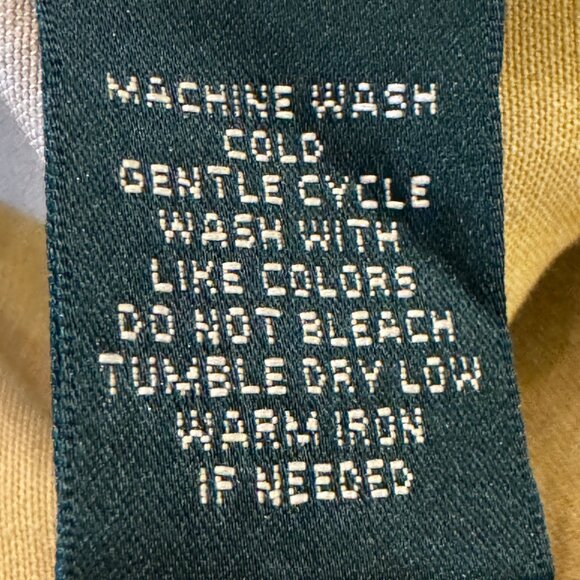 MACHINE WASH
COLD
GENTLE CYCLE
WASH WITH
LIKE COLORS
DO NOT BLEACH
TUMBLE DRY LOW
WARM IRON
IF NEEDED